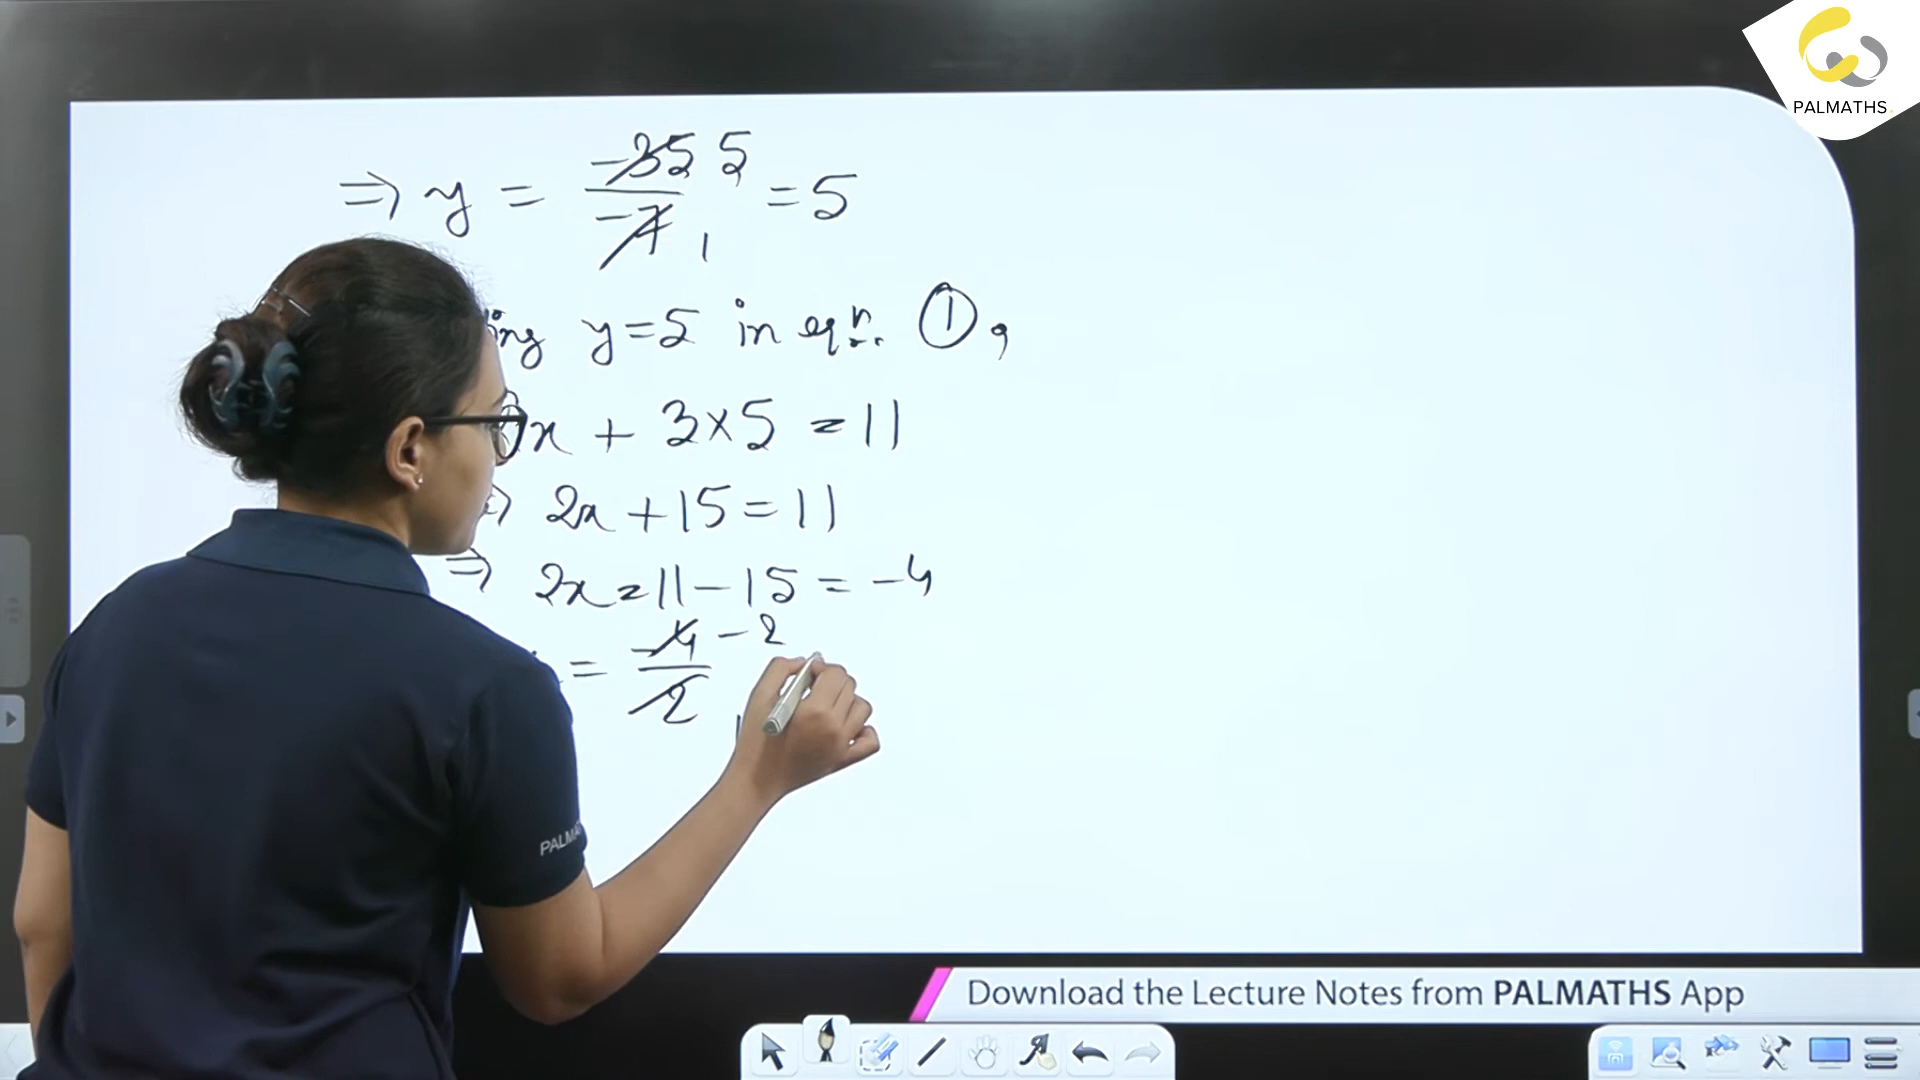 PALMATHS.
⇒ y = -35 5 / -7 1 = 5
y=5 in eqn. ①,
x + 3×5 = 11
⇒ 2x + 15 = 11
⇒ 2x = 11 - 15 = -4
= -4 -2 / 2
Download the Lecture Notes from PALMATHS App